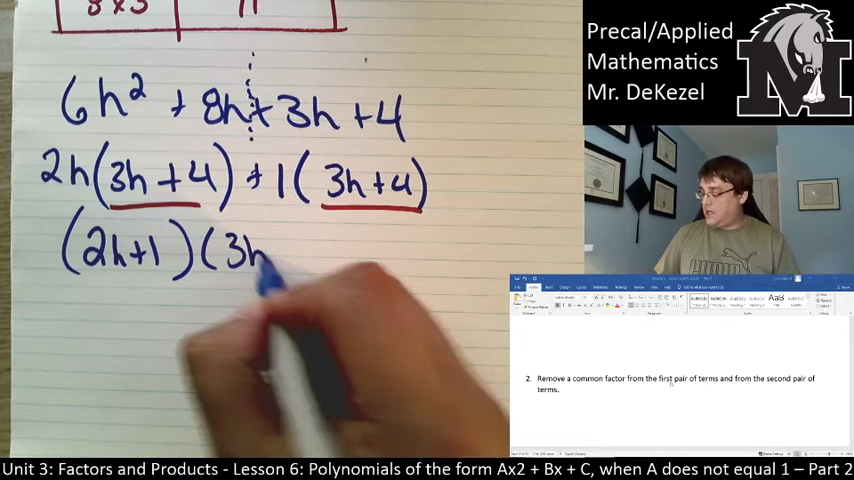 8x3 11
6h² + 8h + 3h + 4
2h(3h + 4) + 1(3h + 4)
(2h + 1)(3h
Precal/Applied
Mathematics
Mr. DeKezel
M
2. Remove a common factor from the first pair of terms and from the second pair of
terms.
Unit 3: Factors and Products - Lesson 6: Polynomials of the form Ax2 + Bx + C, when A does not equal 1 – Part 2